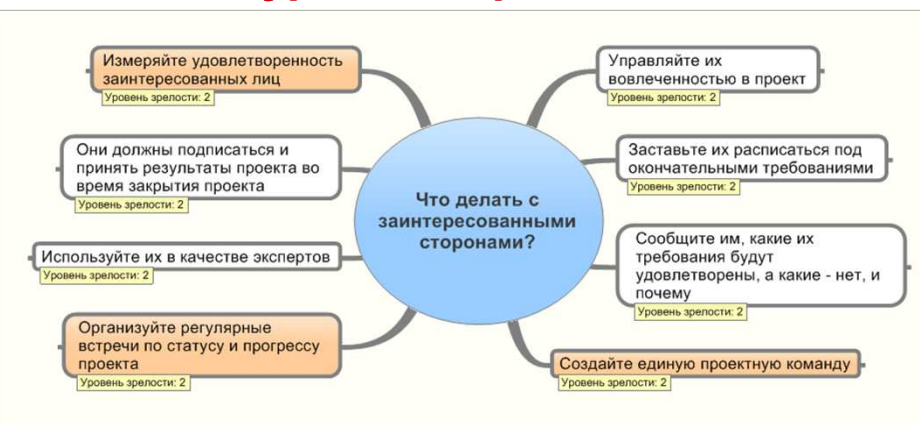 Измеряйте удовлетворенность
заинтересованных лиц
Уровень зрелости: 2
Они должны подписаться и
принять результаты проекта во
время закрытия проекта
Уровень зрелости: 2
Используйте их в качестве экспертов
Уровень зрелости: 2
Организуйте регулярные
встречи по статусу и прогрессу
проекта
Уровень зрелости: 2
Что делать с
заинтересованными
сторонами?
Управляйте их
вовлеченностью в проект
Уровень зрелости: 2
Заставьте их расписаться под
окончательными требованиями
Уровень зрелости: 2
Сообщите им, какие их
требования будут
удовлетворены, а какие - нет, и
почему
Уровень зрелости: 2
Создайте единую проектную команду
Уровень зрелости: 2